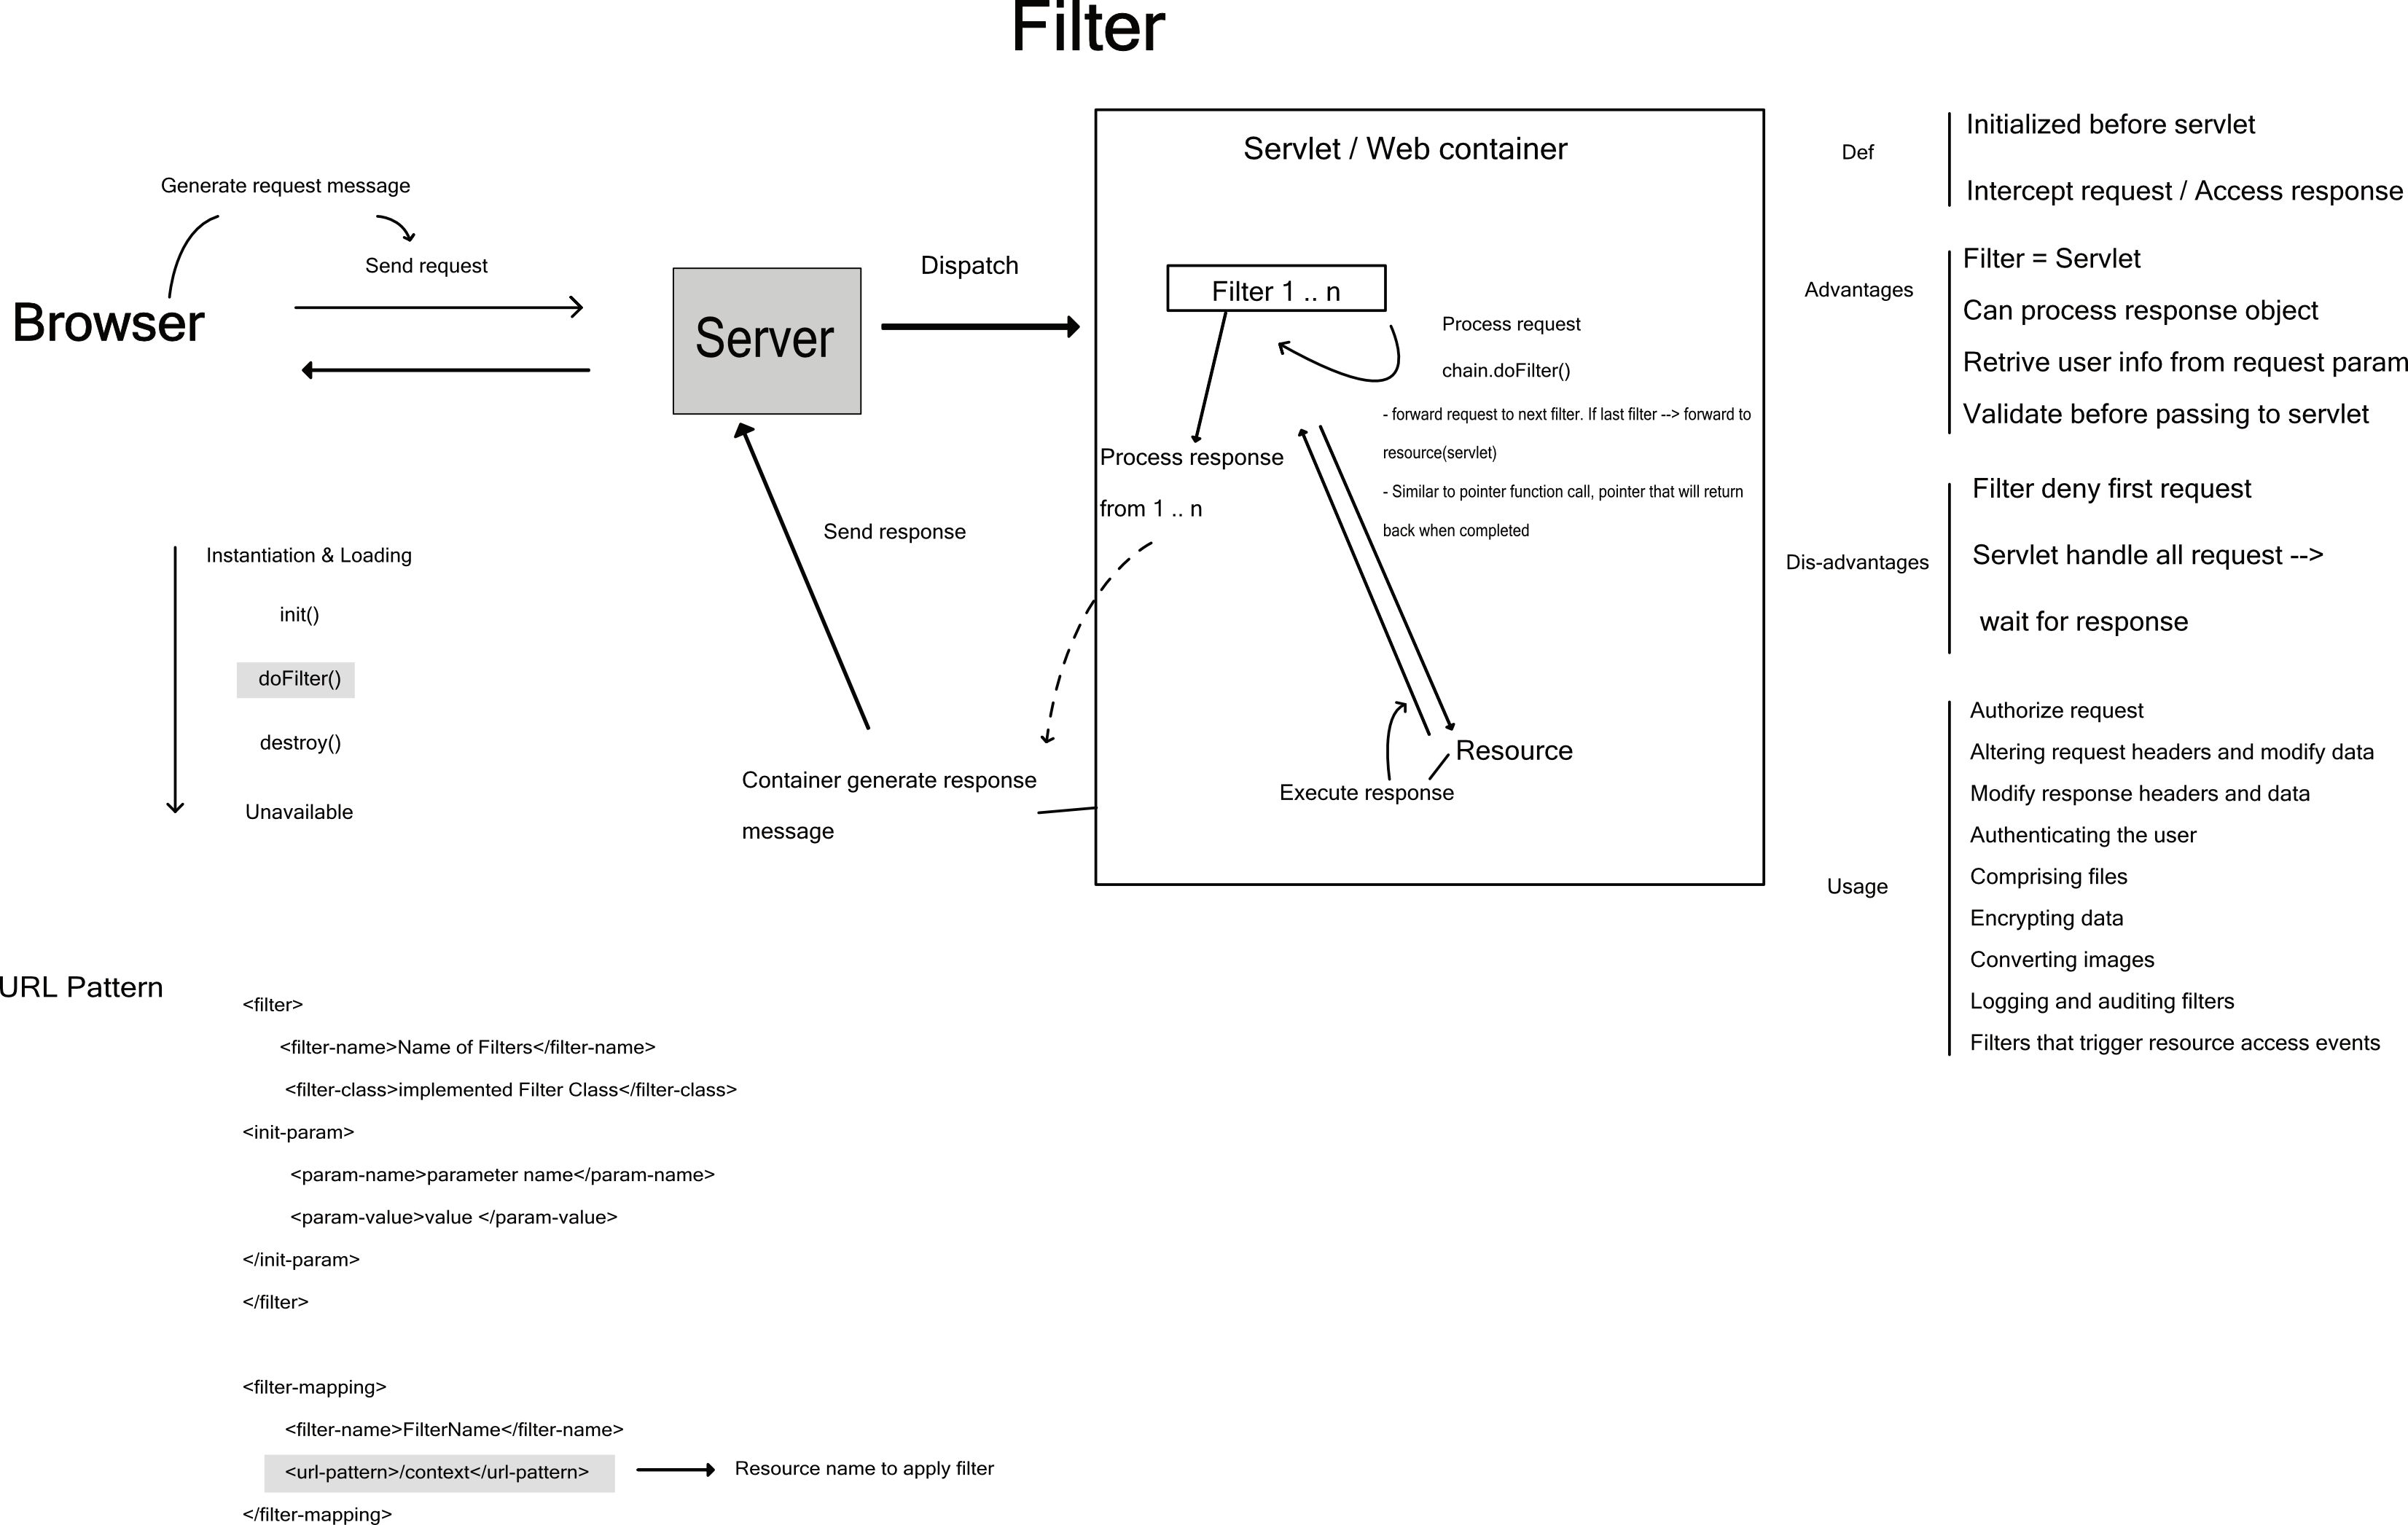 Filter
Generate request message
Send request
Browser
Server
Dispatch
Send response
Container generate response
message
Servlet / Web container
Filter 1 .. n
Process request
chain.doFilter()
- forward request to next filter. If last filter --> forward to
resource(servlet)
- Similar to pointer function call, pointer that will return
back when completed
Process response
from 1 .. n
Resource
Execute response
Def
Initialized before servlet
Intercept request / Access response
Advantages
Filter = Servlet
Can process response object
Retrive user info from request param
Validate before passing to servlet
Dis-advantages
Filter deny first request
Servlet handle all request -->
wait for response
Usage
Authorize request
Altering request headers and modify data
Modify response headers and data
Authenticating the user
Comprising files
Encrypting data
Converting images
Logging and auditing filters
Filters that trigger resource access events
Instantiation & Loading
init()
doFilter()
destroy()
Unavailable
URL Pattern
<filter>
<filter-name>Name of Filters</filter-name>
<filter-class>implemented Filter Class</filter-class>
<init-param>
<param-name>parameter name</param-name>
<param-value>value </param-value>
</init-param>
</filter>
<filter-mapping>
<filter-name>FilterName</filter-name>
<url-pattern>/context</url-pattern>
Resource name to apply filter
</filter-mapping>